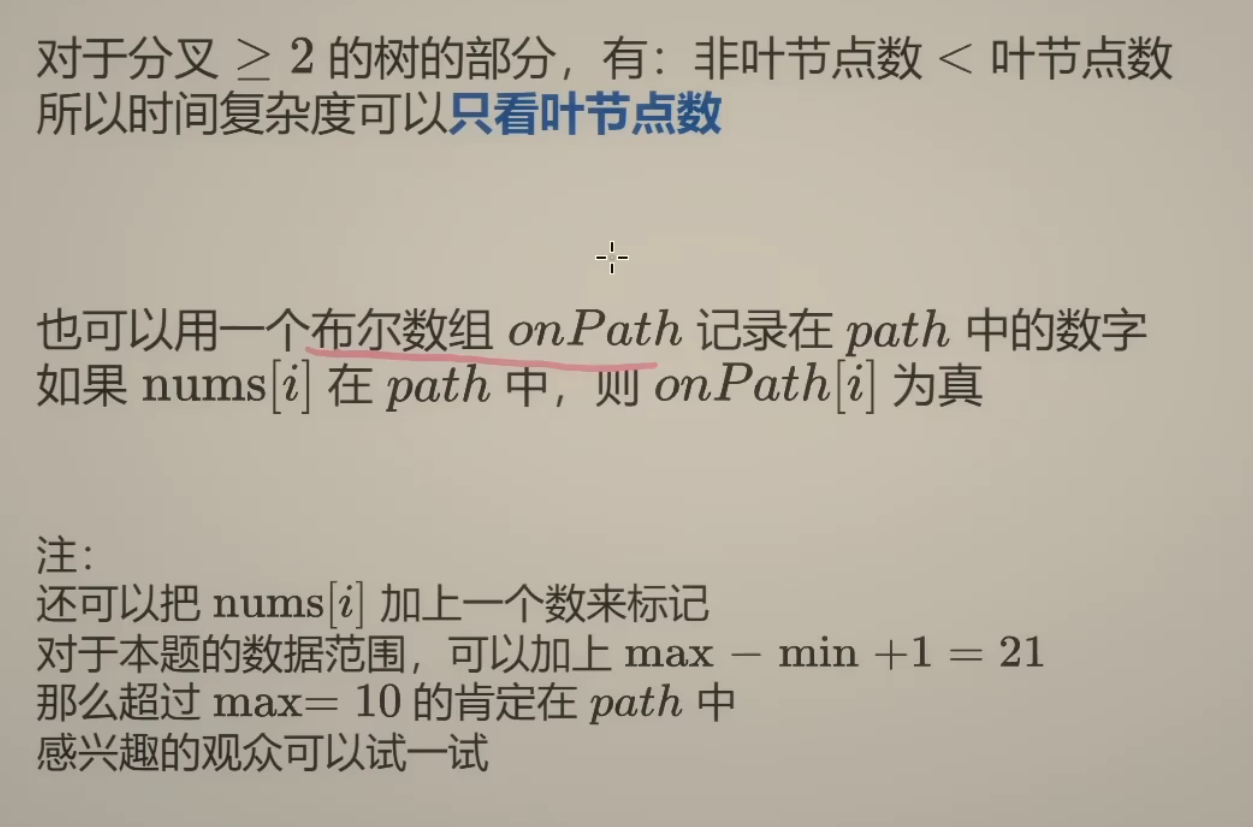 对于分叉 ≥ 2 的树的部分，有：非叶节点数 < 叶节点数
所以时间复杂度可以只看叶节点数
也可以用一个布尔数组 onPath 记录在 path 中的数字
如果 nums[i] 在 path 中，则 onPath[i] 为真
注：
还可以把 nums[i] 加上一个数来标记
对于本题的数据范围，可以加上 max − min +1 = 21
那么超过 max= 10 的肯定在 path 中
感兴趣的观众可以试一试